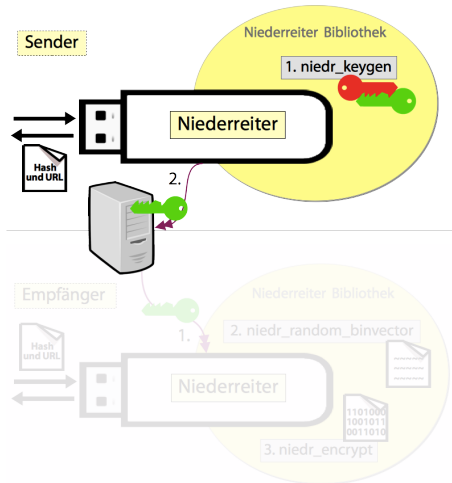 Niederreiter Bibliothek
Sender
1. niedr_keygen
Niederreiter
Hash
und URL
2.
Empfänger
Niederreiter Bibliothek
1.
2. niedr_random_binvector
Hash
und URL
Niederreiter
1101000
1001011
0011010
3. niedr_encrypt